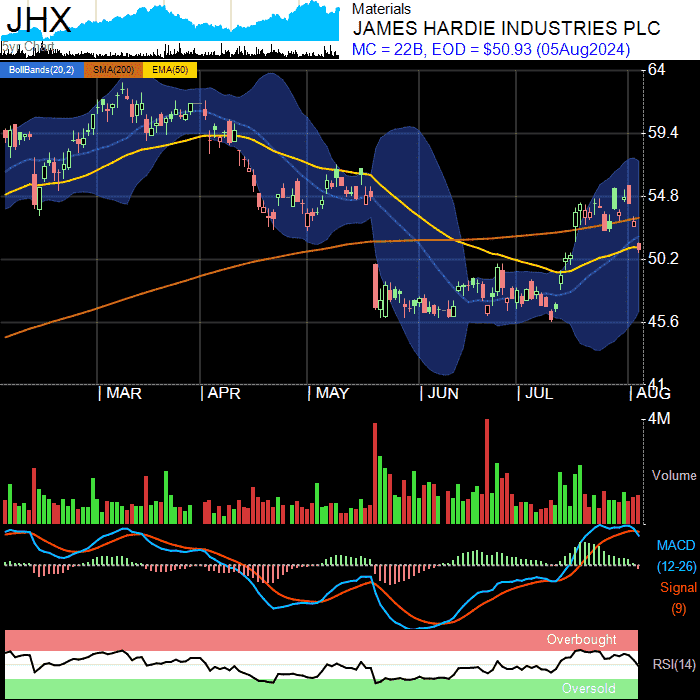 JHX
Materials
JAMES HARDIE INDUSTRIES PLC
MC = 22B, EOD = $50.93 (05Aug2024)
BollBands(20,2) SMA(200) EMA(50)
64
59.4
54.8
50.2
45.6
41
MAR APR MAY JUN JUL AUG
4M
Volume
MACD
(12-26)
Signal
(9)
Overbought
RSI(14)
Oversold